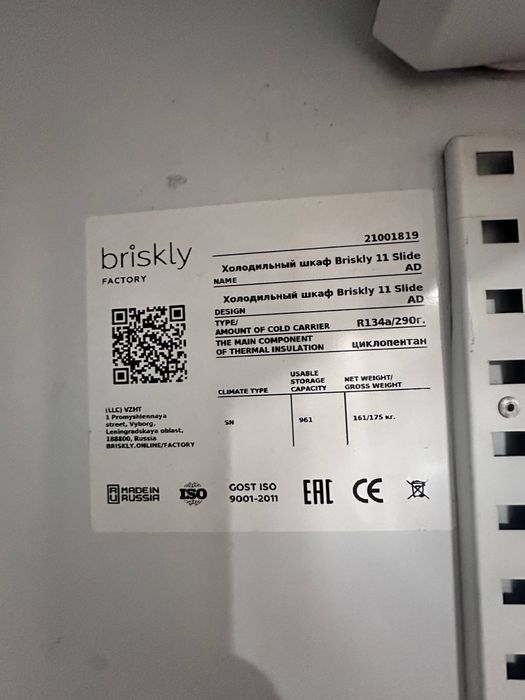 briskly
FACTORY
21001819
Холодильный шкаф Briskly 11 Slide
AD
NAME
Холодильный шкаф Briskly 11 Slide
AD
DESIGN
TYPE/
AMOUNT OF COLD CARRIER
R134a/290г.
THE MAIN COMPONENT
OF THERMAL INSULATION
циклопентан
CLIMATE TYPE
USABLE
STORAGE
CAPACITY
NET WEIGHT/
GROSS WEIGHT
SN
961
161/175 кг.
(LLC) VZHT
1 Promyshlennaya
street, Vyborg,
Leningradskaya oblast,
188800, Russia
BRISKLY.ONLINE/FACTORY
MADE IN
RUSSIA
ISO
GOST ISO
9001-2011
EAC
CE